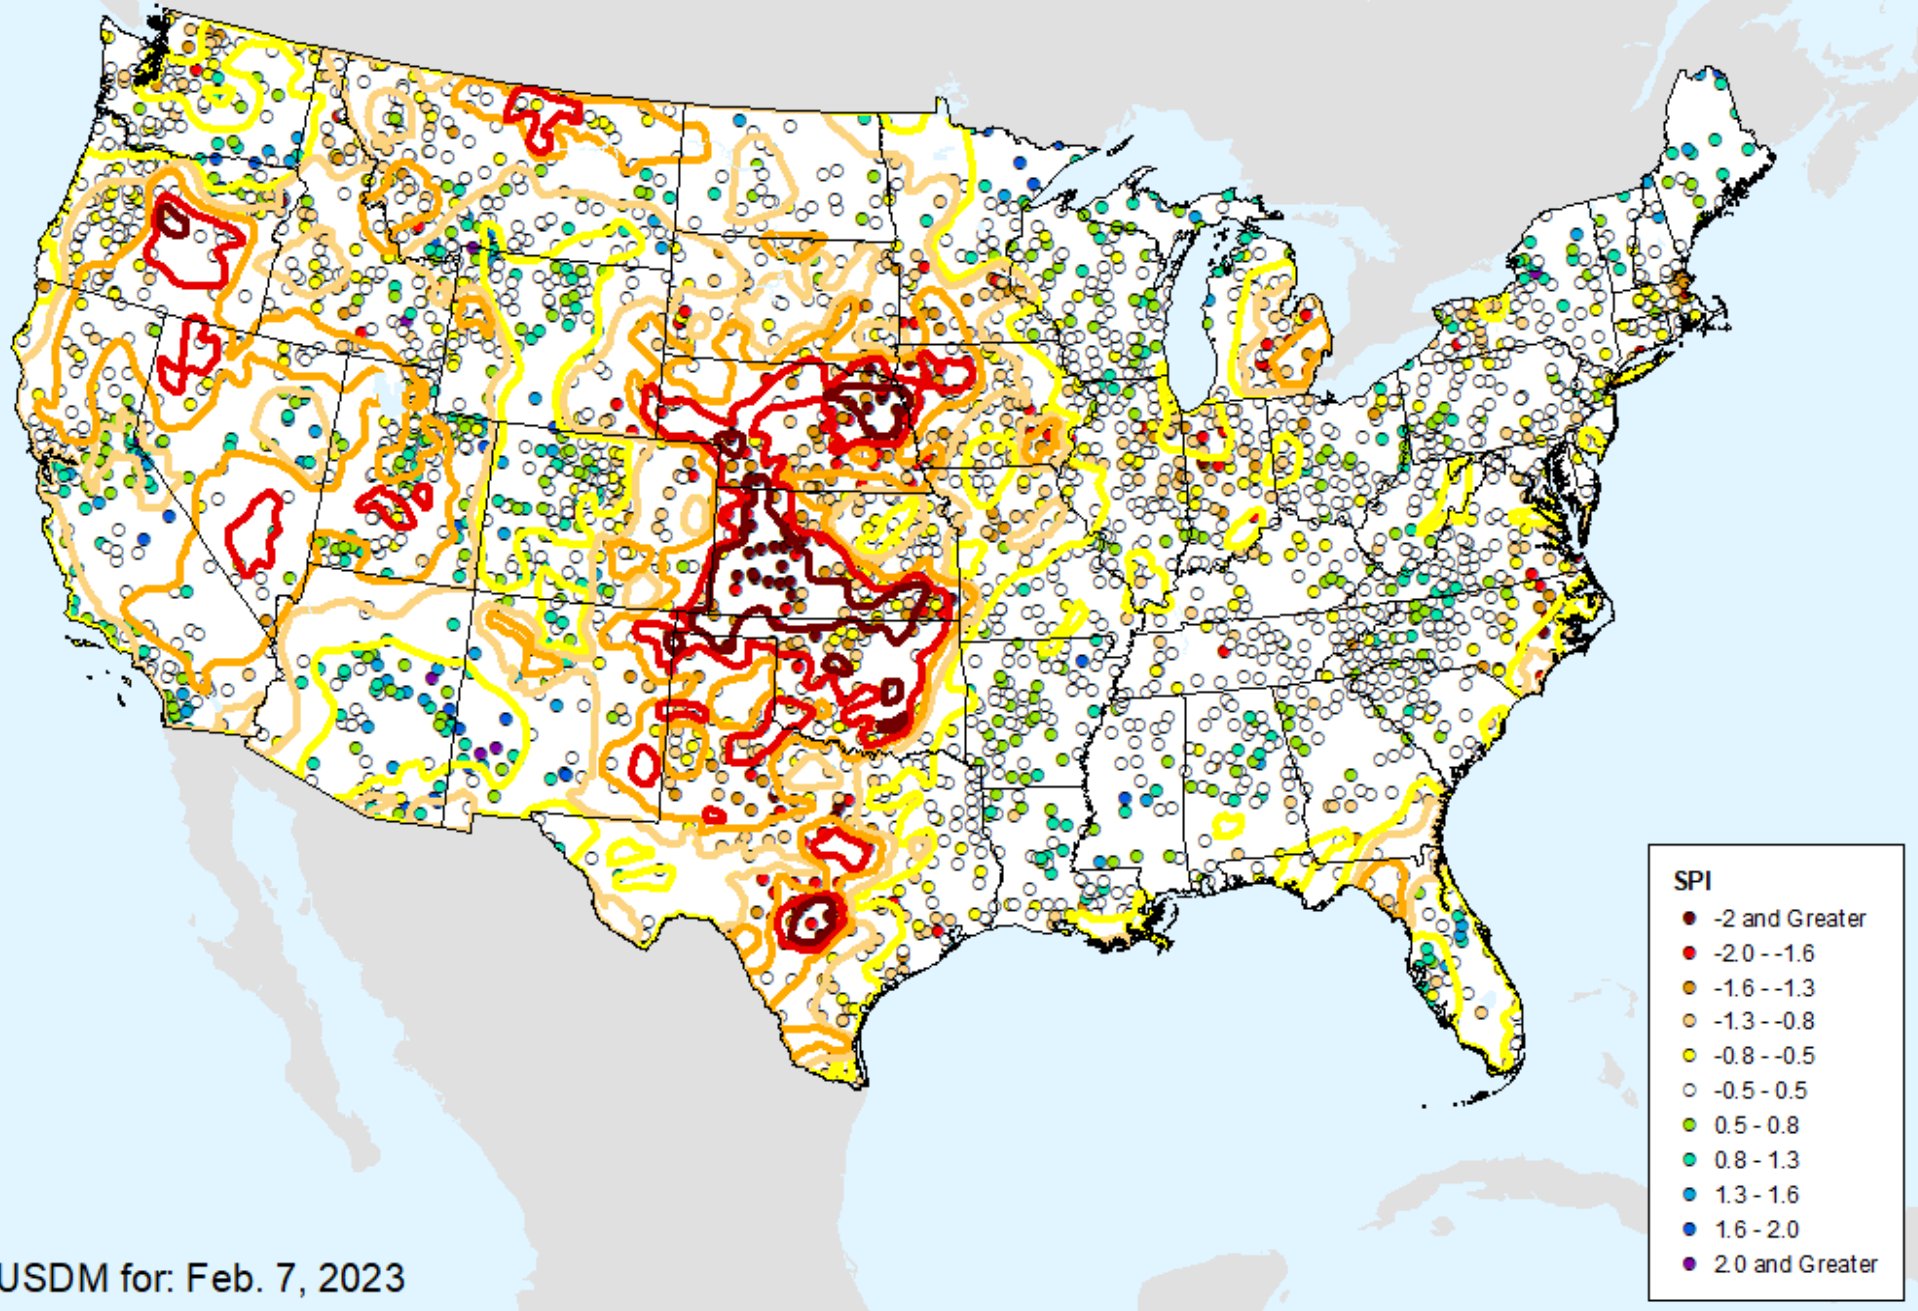 SPI
-2 and Greater
-2.0 - -1.6
-1.6 - -1.3
-1.3 - -0.8
-0.8 - -0.5
-0.5 - 0.5
0.5 - 0.8
0.8 - 1.3
1.3 - 1.6
1.6 - 2.0
2.0 and Greater
USDM for: Feb. 7, 2023